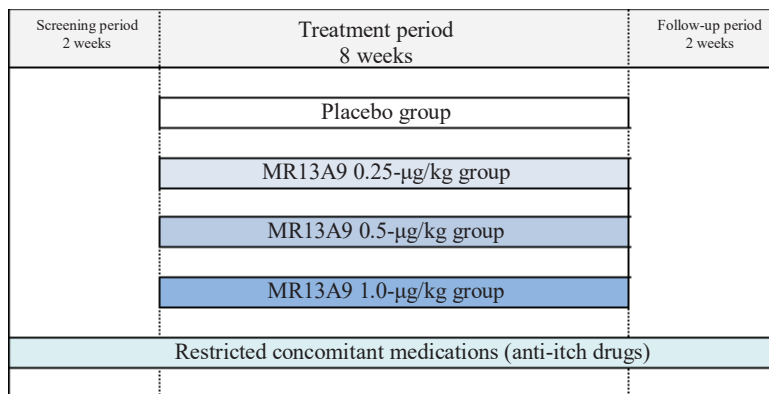 Screening period
2 weeks
Treatment period
8 weeks
Follow-up period
2 weeks
Placebo group
MR13A9 0.25-μg/kg group
MR13A9 0.5-μg/kg group
MR13A9 1.0-μg/kg group
Restricted concomitant medications (anti-itch drugs)